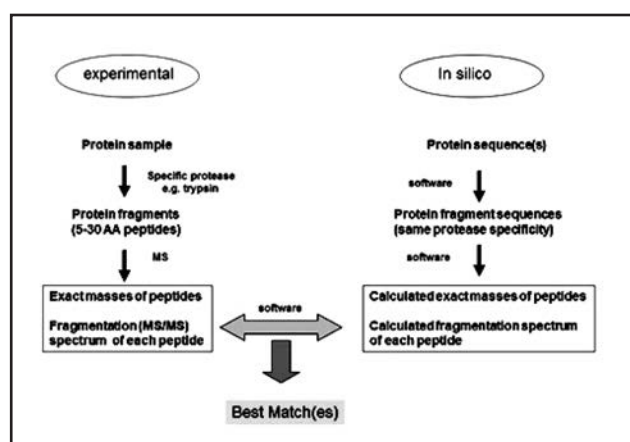 experimental
In silico
Protein sample
Protein sequence(s)
Specific protease
e.g. trypsin
software
Protein fragments
(5-30 AA peptides)
Protein fragment sequences
(same protease specificity)
MS
software
Exact masses of peptides
Fragmentation (MS/MS)
spectrum of each peptide
software
Calculated exact masses of peptides
Calculated fragmentation spectrum
of each peptide
Best Match(es)